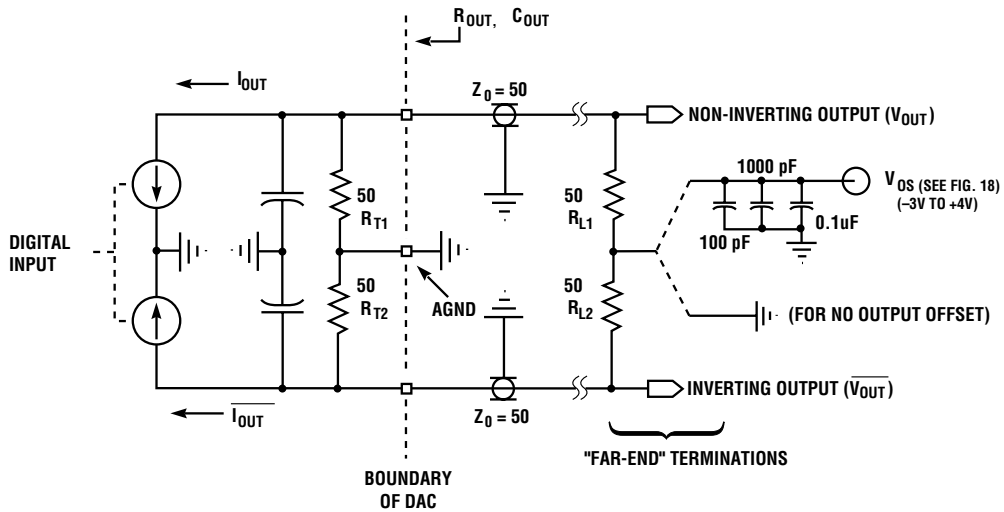 R_OUT, C_OUT
I_OUT
Z_0 = 50
NON-INVERTING OUTPUT (V_OUT)
1000 pF
V_OS (SEE FIG. 18)
(–3V TO +4V)
50
R_T1
50
R_L1
0.1uF
100 pF
DIGITAL
INPUT
AGND
50
R_T2
50
R_L2
(FOR NO OUTPUT OFFSET)
INVERTING OUTPUT (V̅_̅O̅U̅T̅)
I̅_̅O̅U̅T̅
Z_0 = 50
"FAR-END" TERMINATIONS
BOUNDARY
OF DAC